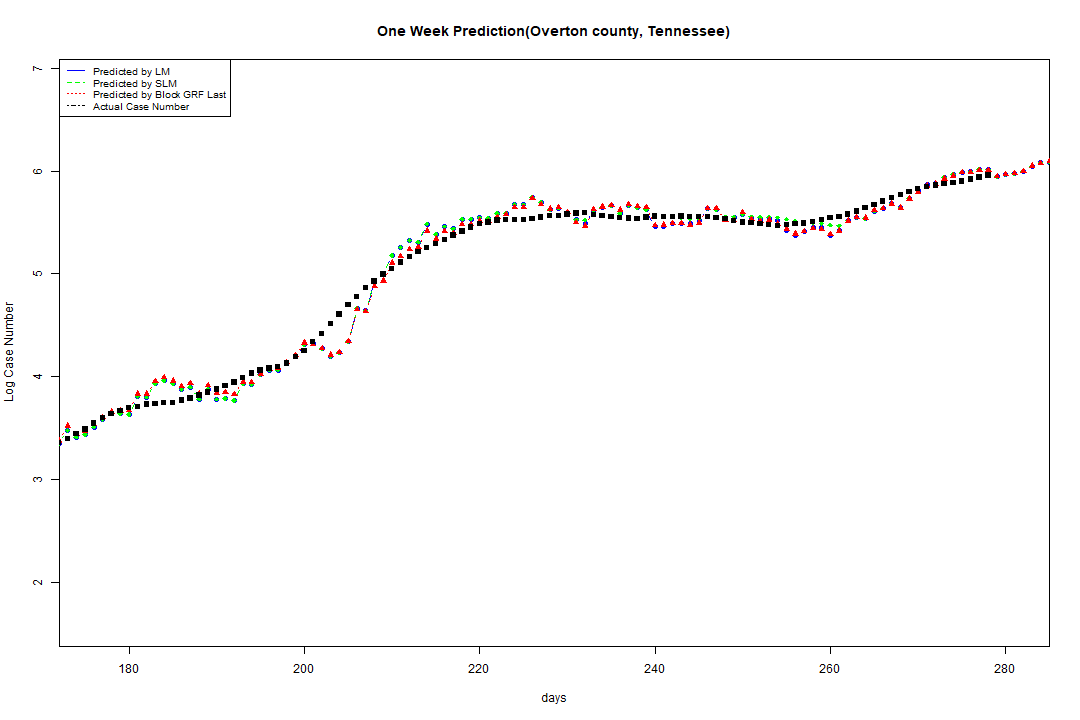 One Week Prediction(Overton county, Tennessee)
Predicted by LM
Predicted by SLM
Predicted by Block GRF Last
Actual Case Number
7
6
5
4
3
2
Log Case Number
180 200 220 240 260 280
days